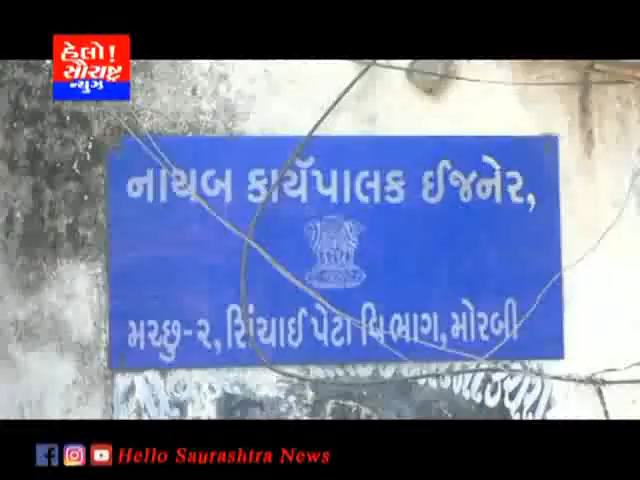 હેલો !
સૌરાષ્ટ્ર
ન્યુઝ
નાયબ કાર્યપાલક ઈજનેર,
મચ્છુ-૨, સિંચાઈ પેટા વિભાગ, મોરબી
Hello Saurashtra News